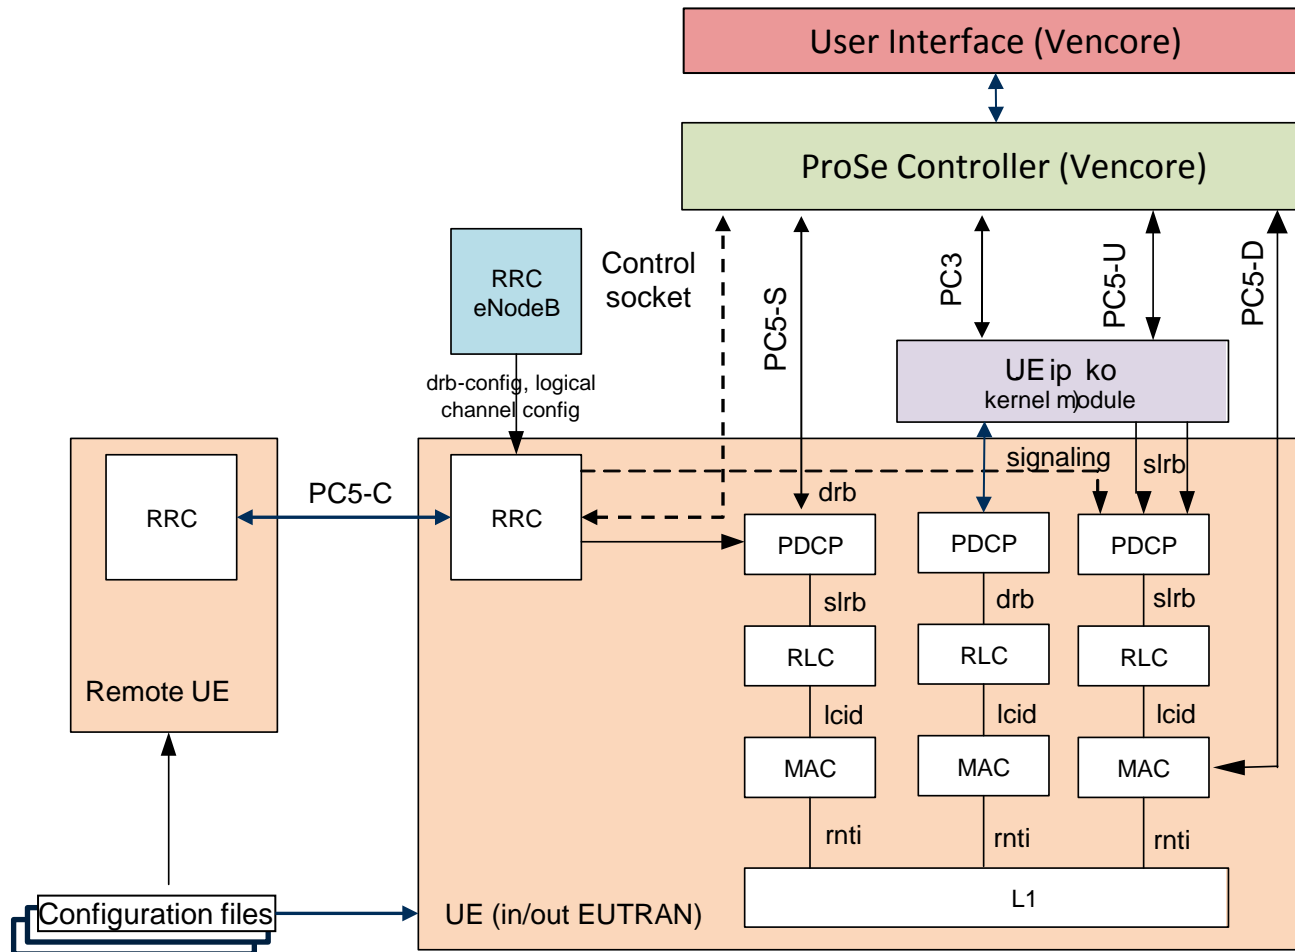 User Interface (Vencore)
ProSe Controller (Vencore)
RRC
eNodeB
Control
socket
PC5-S
PC3
PC5-U
PC5-D
drb-config, logical
channel config
UE ip ko
kernel m)odule
signaling
slrb
drb
RRC
PC5-C
RRC
PDCP
PDCP
PDCP
slrb
drb
slrb
RLC
RLC
RLC
Remote UE
lcid
lcid
lcid
MAC
MAC
MAC
rnti
rnti
rnti
L1
Configuration files
UE (in/out EUTRAN)